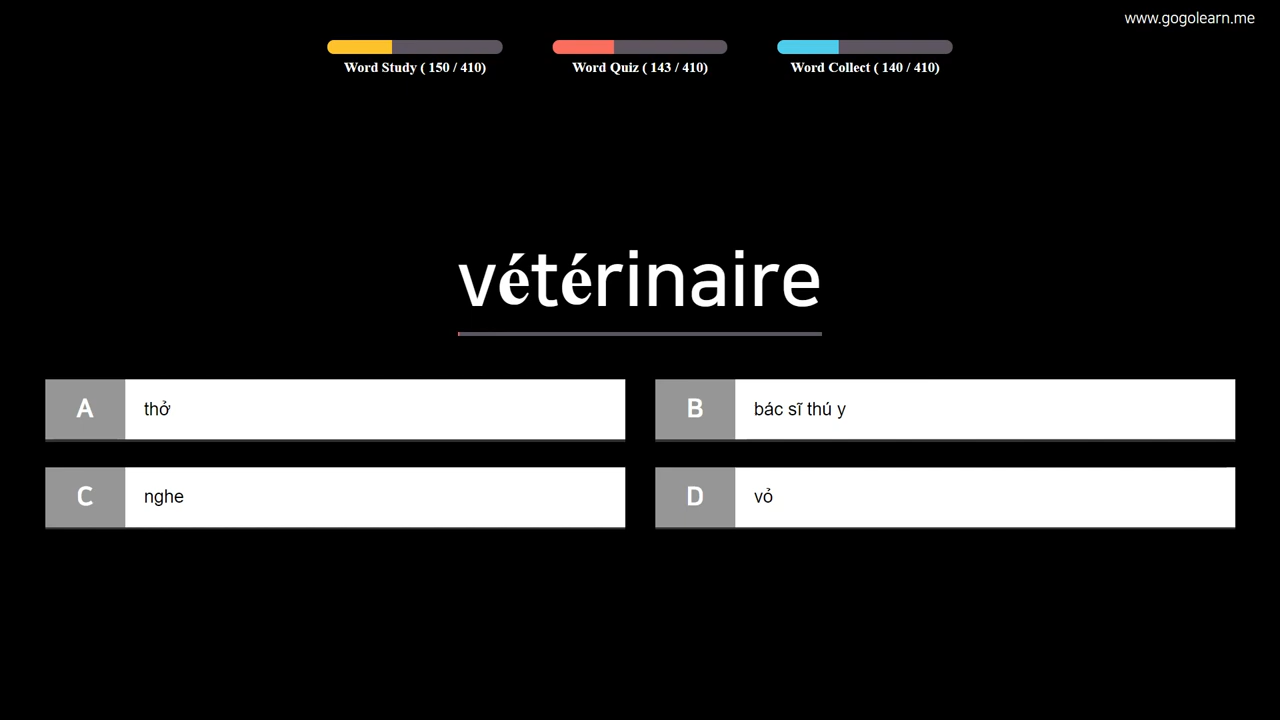 www.gogolearn.me
Word Study ( 150 / 410)
Word Quiz ( 143 / 410)
Word Collect ( 140 / 410)
vétérinaire
A thở
B bác sĩ thú y
C nghe
D vỏ